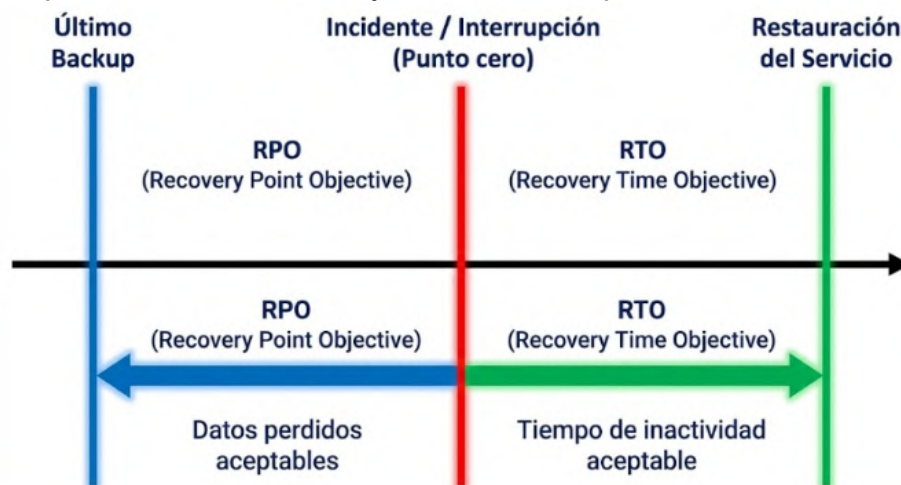 Último
Backup
Incidente / Interrupción
(Punto cero)
Restauración
del Servicio
RPO
(Recovery Point Objective)
RTO
(Recovery Time Objective)
RPO
(Recovery Point Objective)
RTO
(Recovery Time Objective)
Datos perdidos
aceptables
Tiempo de inactividad
aceptable